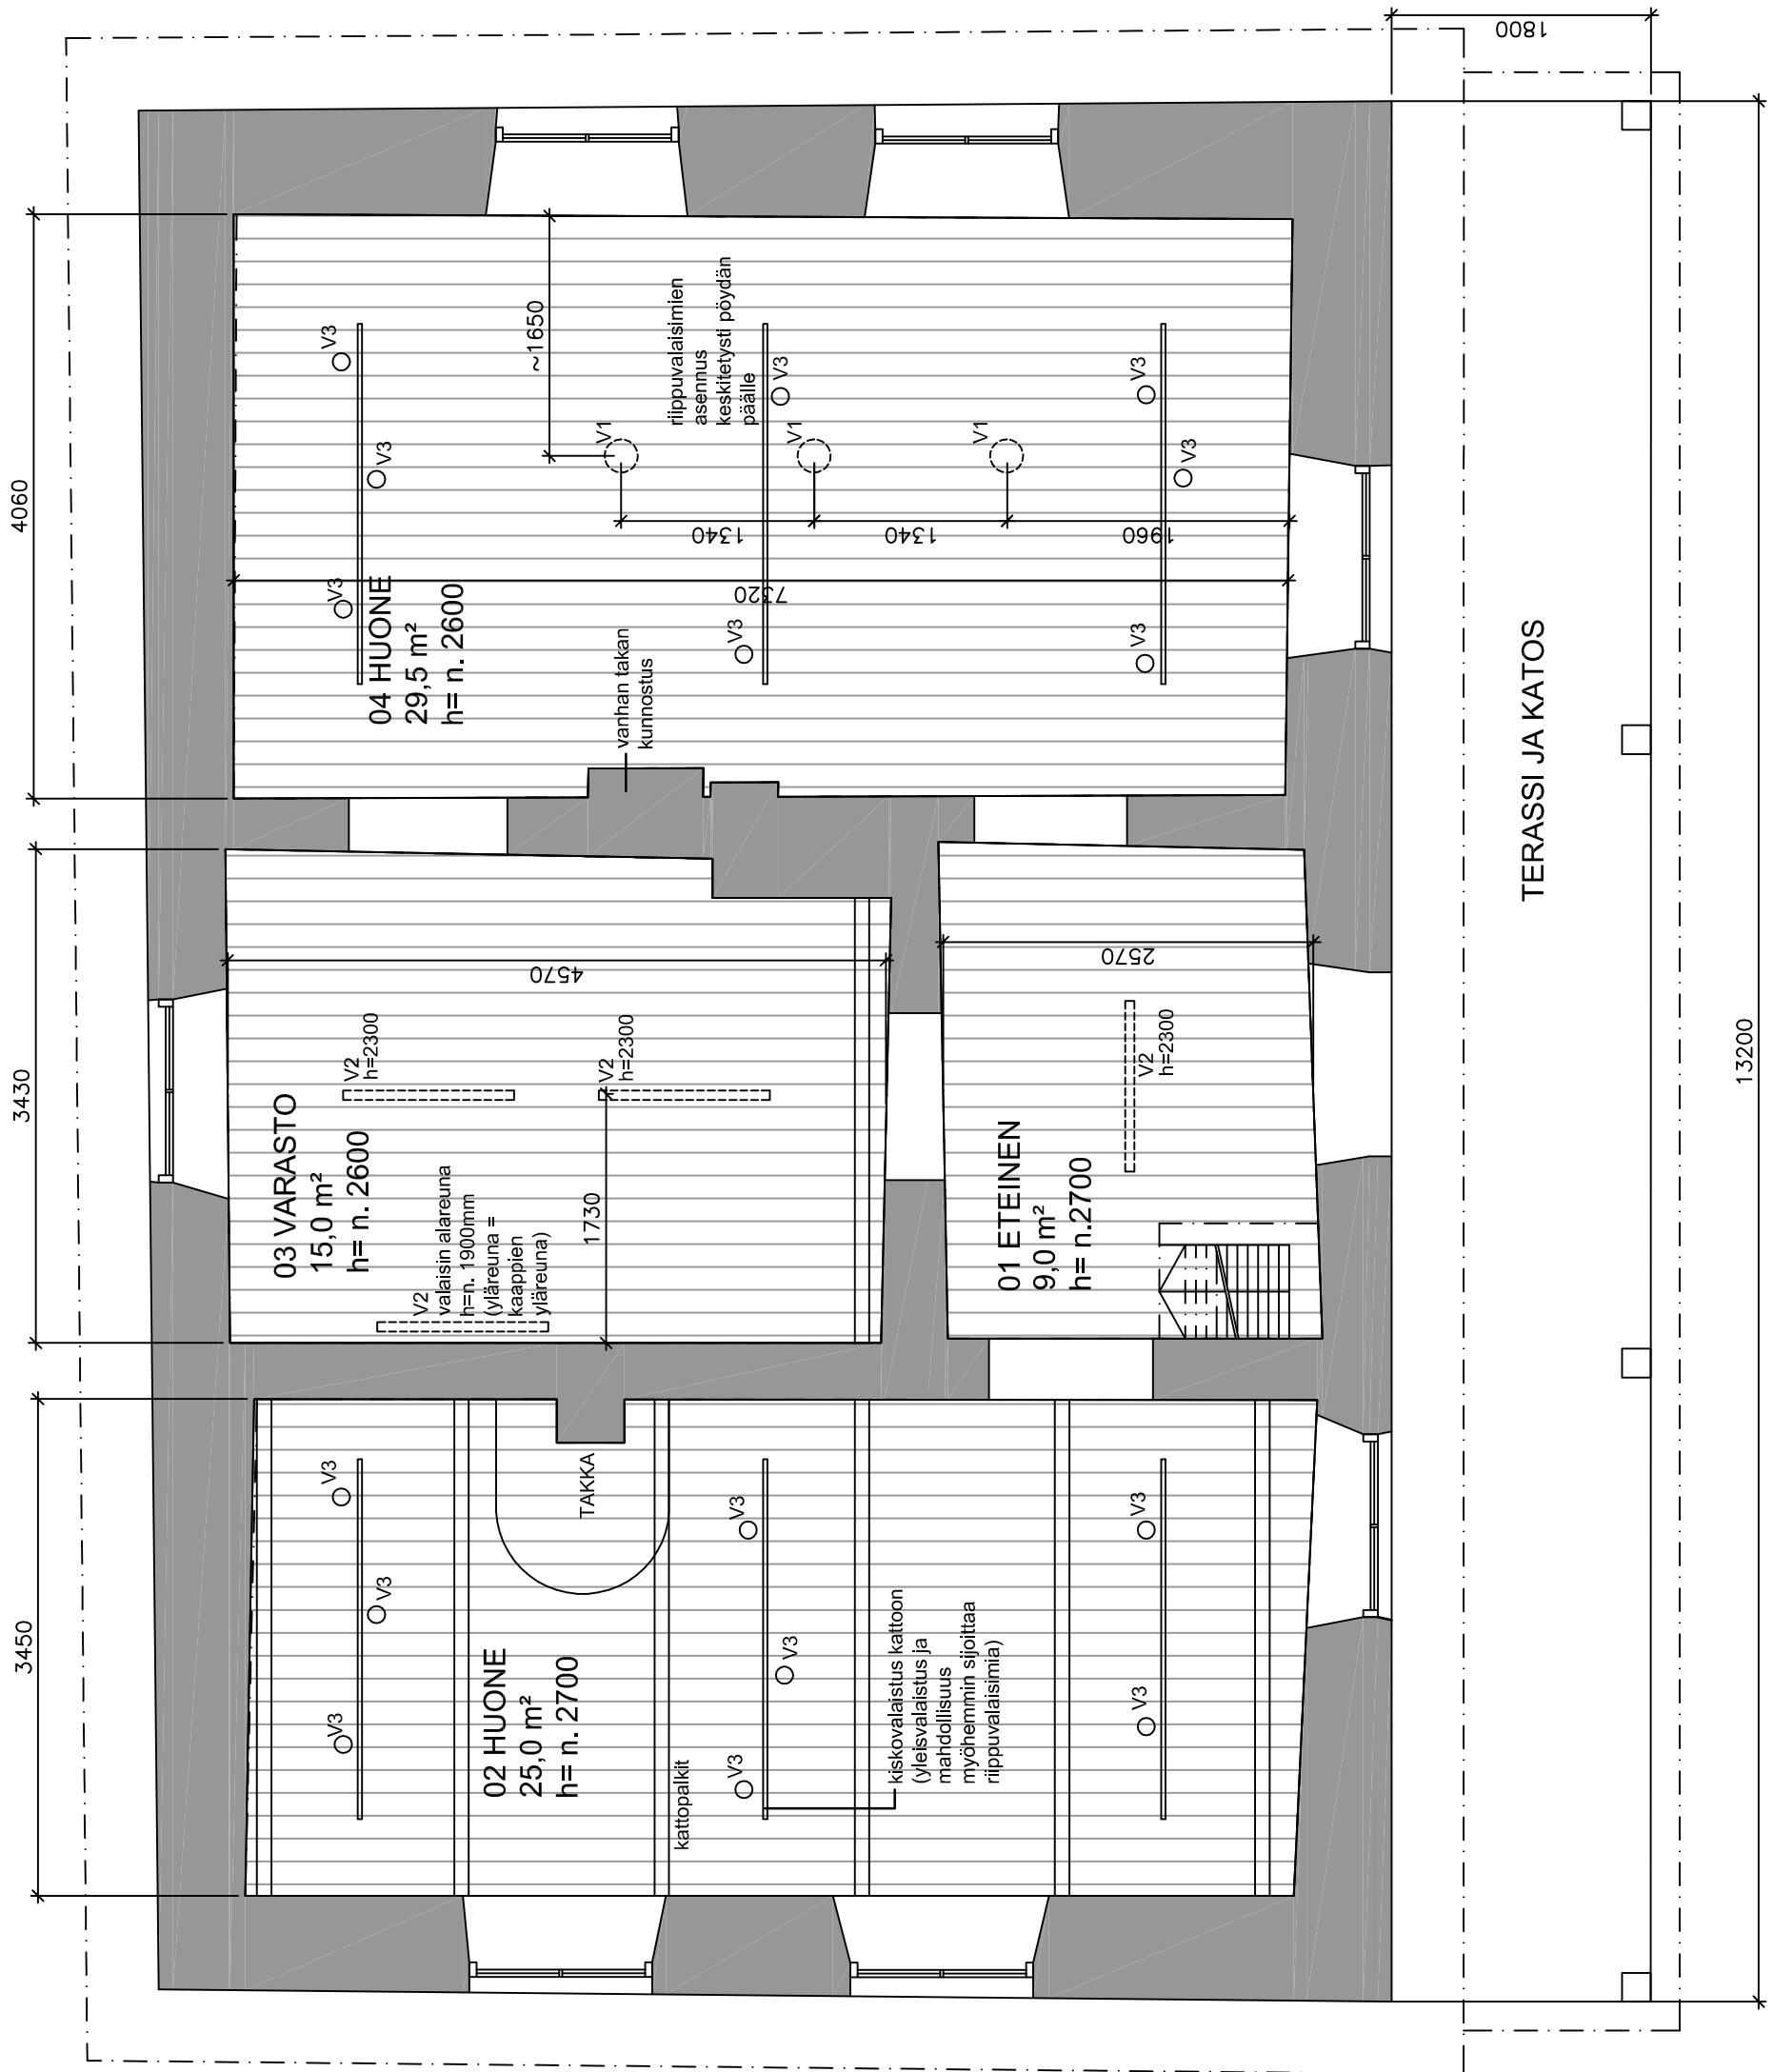 3450
3430
4060
02 HUONE
25,0 m²
h= n. 2700
kattopalkit
TAKKA
kiskovalaistus kattoon
(yleisvalaistus ja
mahdollisuus
myöhemmin sijoittaa
riippuvalaisimia)
V3
V3
V3
V3
V3
V3
V3
V3
03 VARASTO
15,0 m²
h= n. 2600
V2
valaisin alareuna
h=n. 1900mm
(yläreuna =
kaappien
yläreuna)
1730
V2
h=2300
V2
h=2300
4570
01 ETEINEN
9,0 m²
h= n.2700
V2
h=2300
2570
04 HUONE
29,5 m²
h= n. 2600
vanhan takan
kunnostus
V3
V3
V3
V3
V3
V3
V3
V3
V1
V1
V1
~1650
riippuvalaisimien
asennus
keskitetysti pöydän
päälle
1340
1340
1960
7320
TERASSI JA KATOS
1800
13200